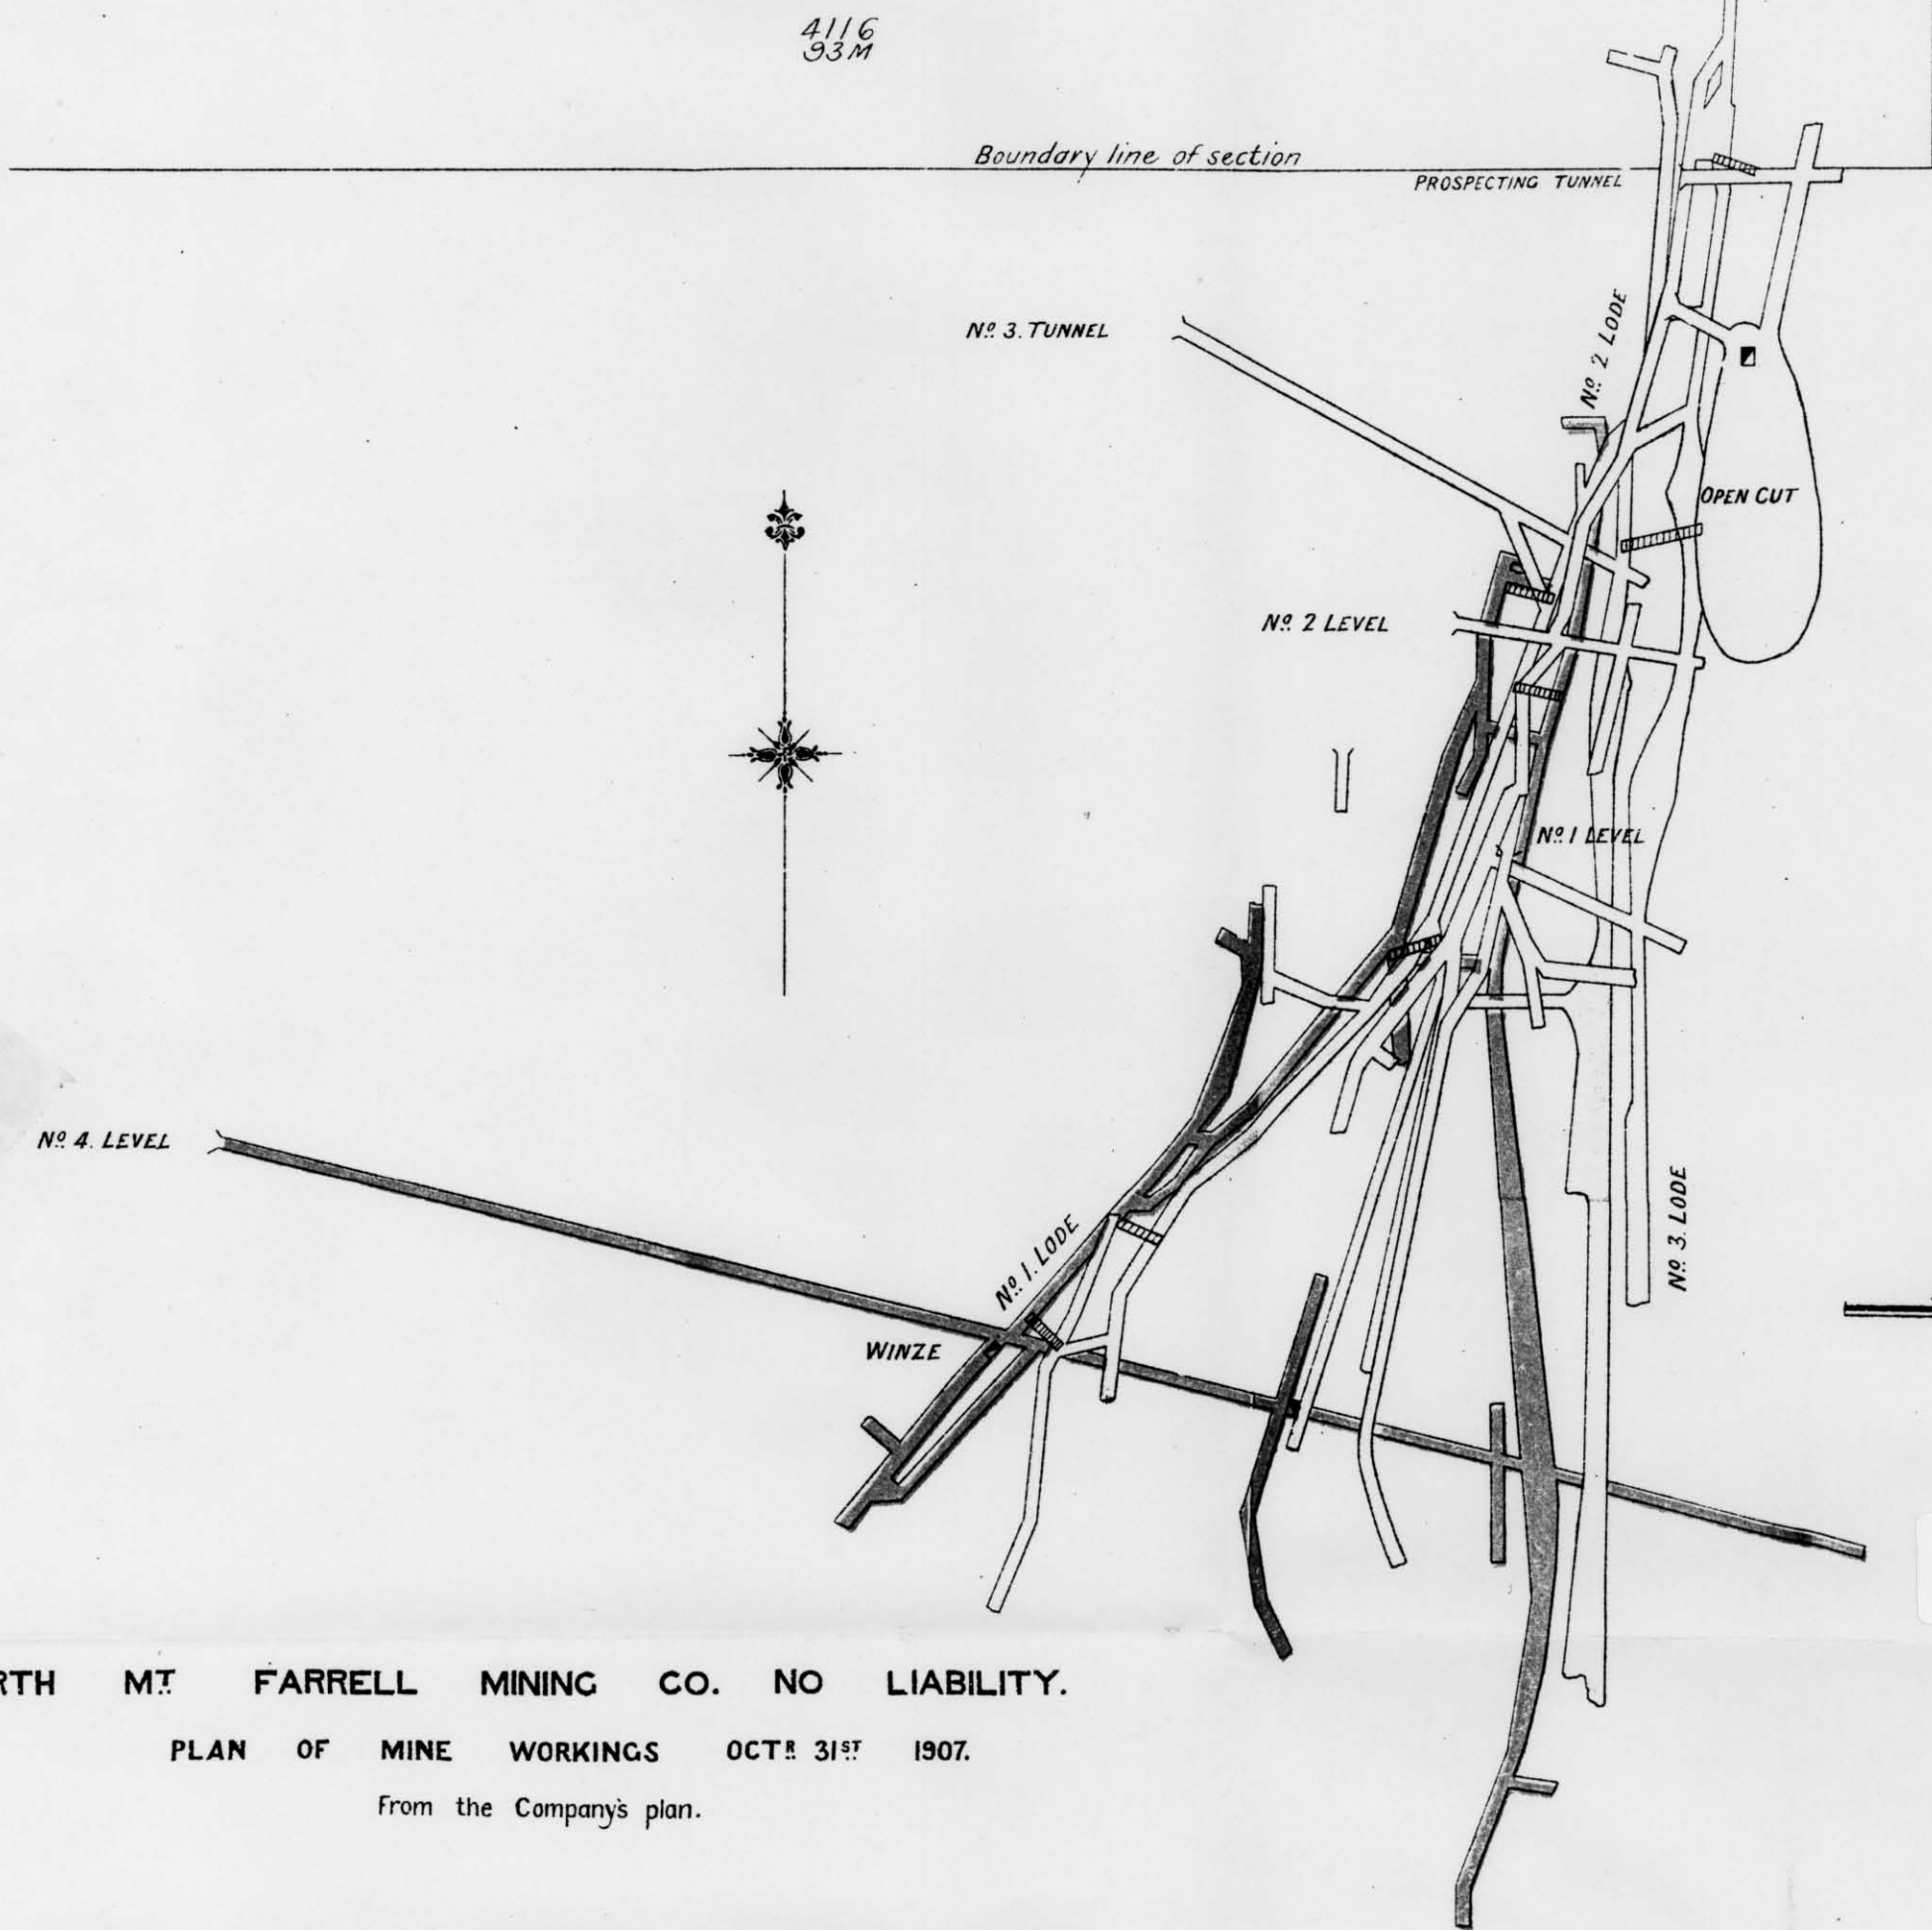 4116
93M
Boundary line of section
PROSPECTING TUNNEL
Nº 3. TUNNEL
Nº 2 LODE
OPEN CUT
Nº 2 LEVEL
Nº 1 LEVEL
Nº 4. LEVEL
Nº 1. LODE
Nº 3. LODE
WINZE
RTH MT. FARRELL MINING CO. NO LIABILITY.
PLAN OF MINE WORKINGS OCTR 31ST 1907.
From the Company's plan.